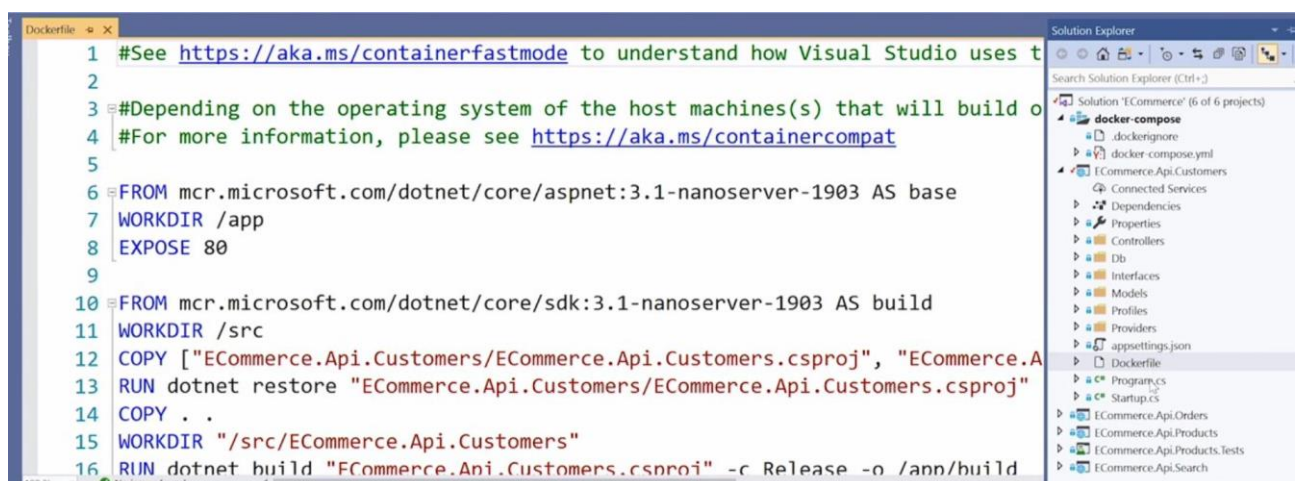 Dockerfile
1 #See https://aka.ms/containerfastmode to understand how Visual Studio uses t
2
3 #Depending on the operating system of the host machines(s) that will build o
4 #For more information, please see https://aka.ms/containercompat
5
6 FROM mcr.microsoft.com/dotnet/core/aspnet:3.1-nanoserver-1903 AS base
7 WORKDIR /app
8 EXPOSE 80
9
10 FROM mcr.microsoft.com/dotnet/core/sdk:3.1-nanoserver-1903 AS build
11 WORKDIR /src
12 COPY ["ECommerce.Api.Customers/ECommerce.Api.Customers.csproj", "ECommerce.A
13 RUN dotnet restore "ECommerce.Api.Customers/ECommerce.Api.Customers.csproj"
14 COPY . .
15 WORKDIR "/src/ECommerce.Api.Customers"
16 RUN dotnet build "ECommerce.Api.Customers.csproj" -c Release -o /app/build
Solution Explorer
Search Solution Explorer (Ctrl+;)
Solution 'ECommerce' (6 of 6 projects)
docker-compose
.dockerignore
docker-compose.yml
ECommerce.Api.Customers
Connected Services
Dependencies
Properties
Controllers
Db
Interfaces
Models
Profiles
Providers
appsettings.json
Dockerfile
C# Program.cs
C# Startup.cs
ECommerce.Api.Orders
ECommerce.Api.Products
ECommerce.Api.Products.Tests
ECommerce.Api.Search